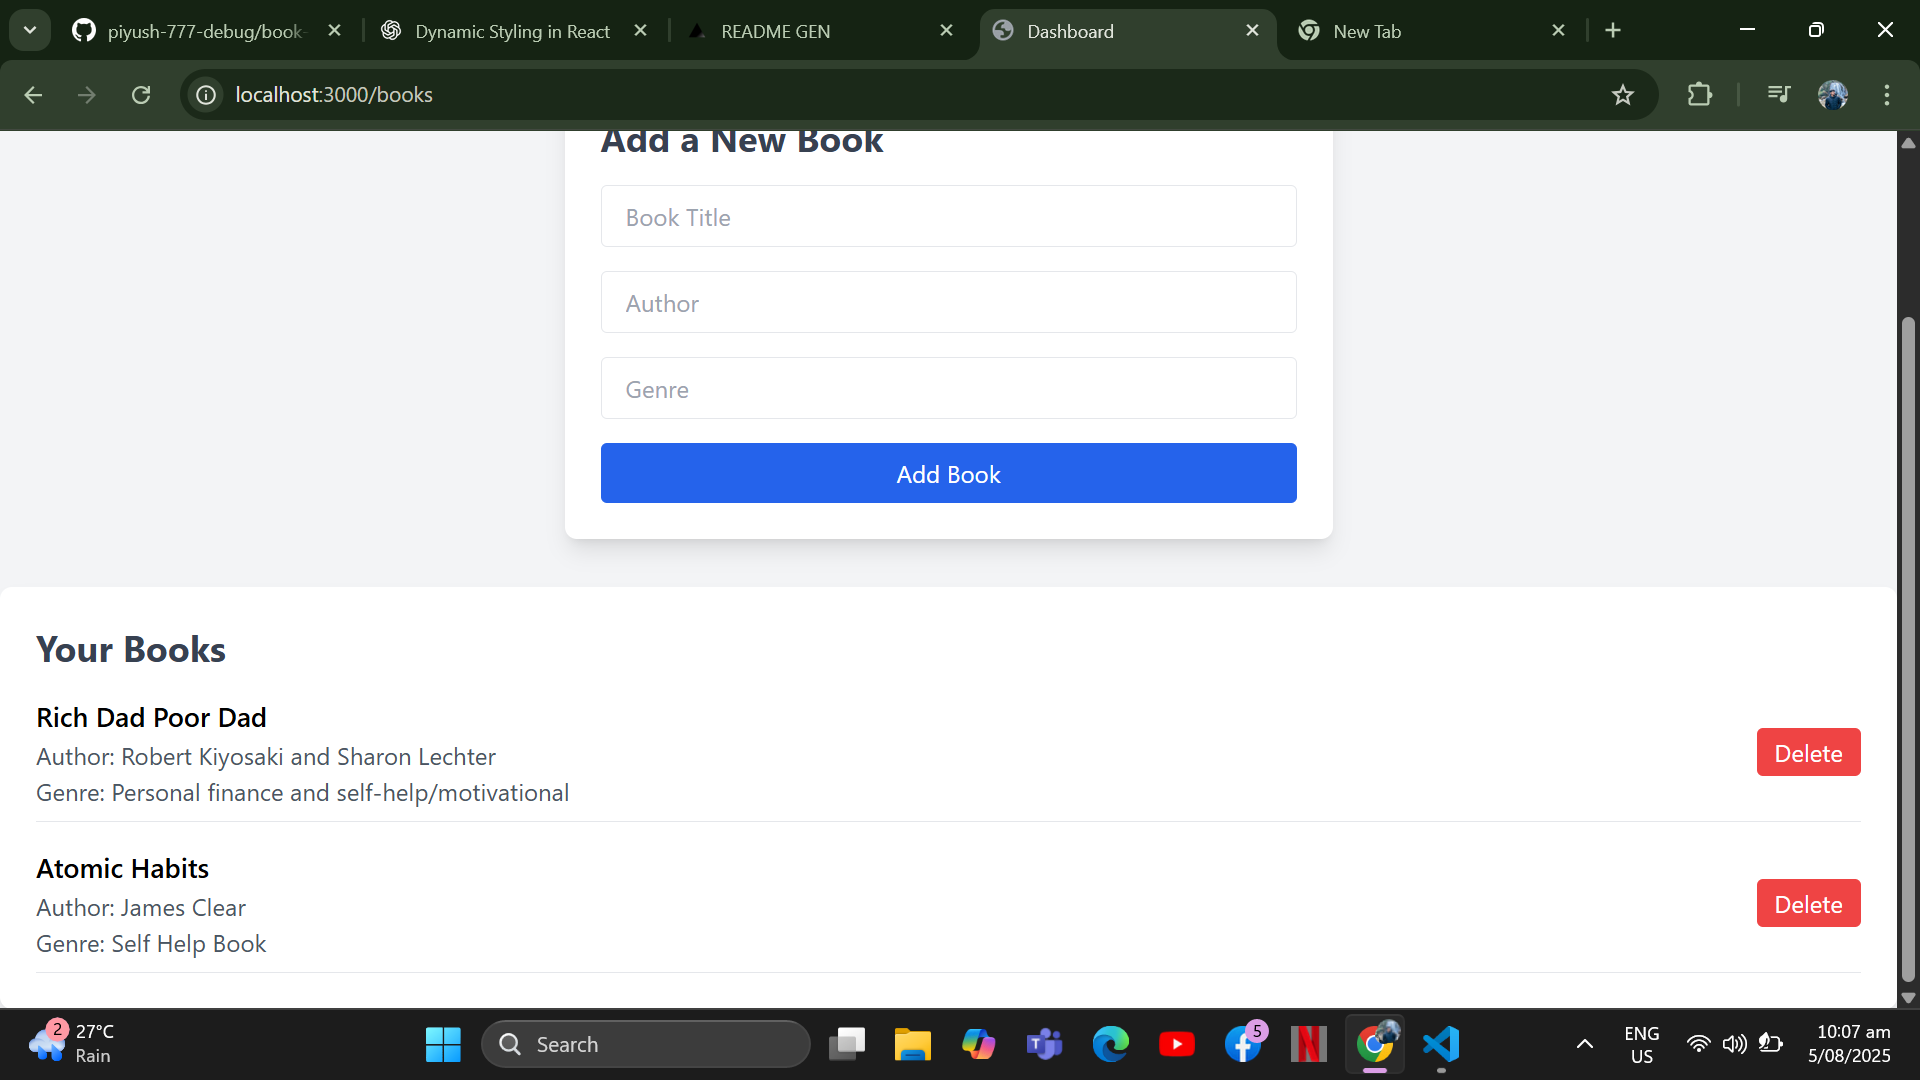 piyush-777-debug/book-
Dynamic Styling in React
README GEN
Dashboard
New Tab
localhost:3000/books
Add a New Book
Book Title
Author
Genre
Add Book
Your Books
Rich Dad Poor Dad
Author: Robert Kiyosaki and Sharon Lechter
Genre: Personal finance and self-help/motivational
Delete
Atomic Habits
Author: James Clear
Genre: Self Help Book
Delete
2
27°C
Rain
Search
T
5
N
ENG
US
10:07 am
5/08/2025